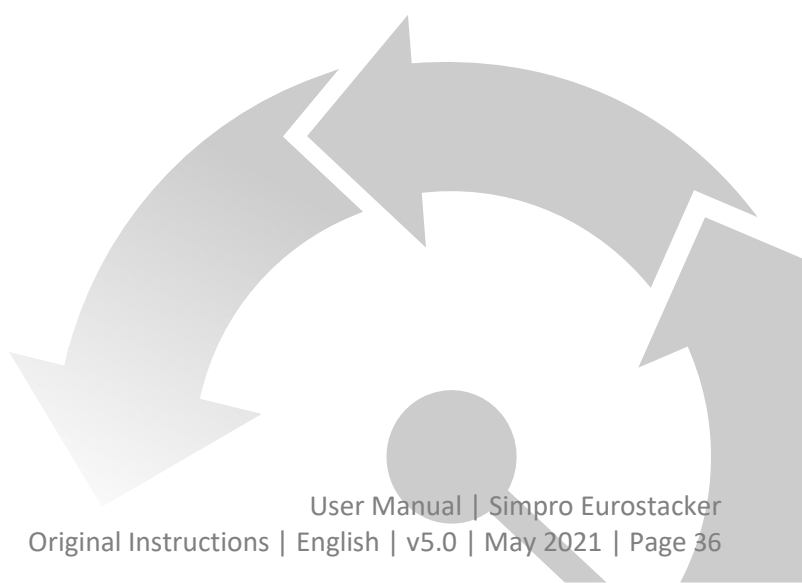 User Manual | Simpro Eurostacker
Original Instructions | English | v5.0 | May 2021 | Page 36